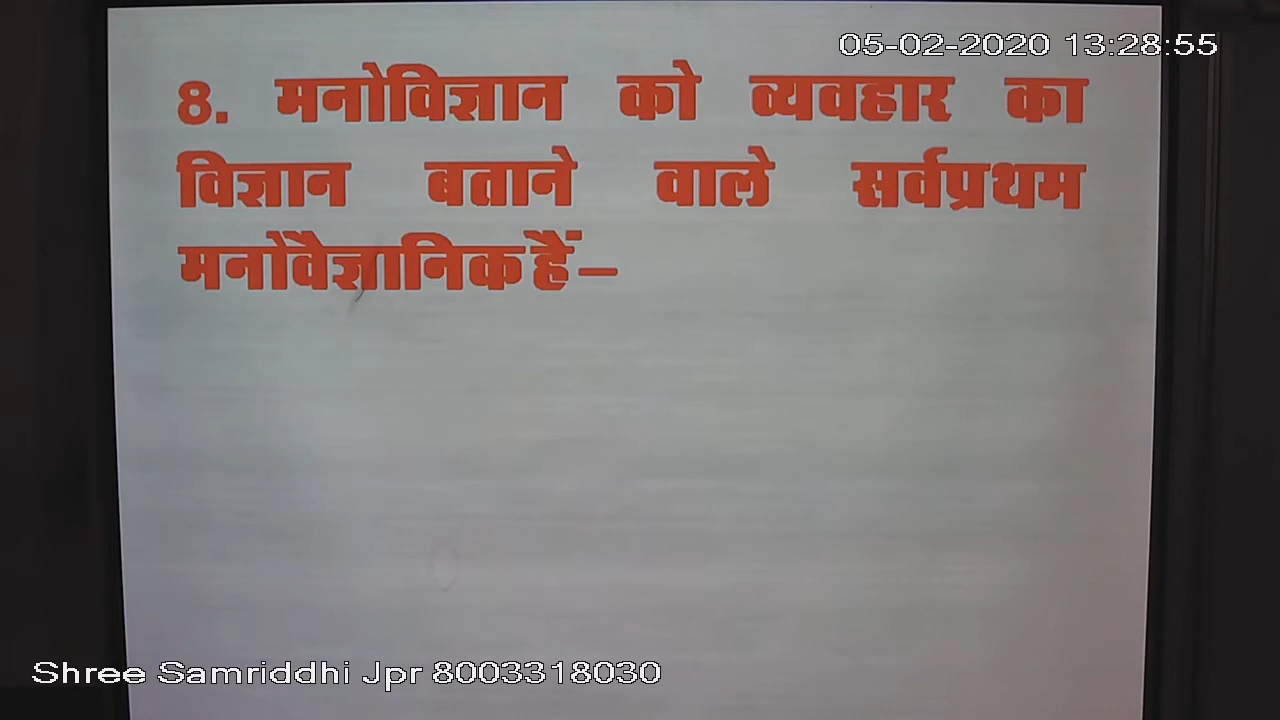 05-02-2020 13:28:55
8. मनोविज्ञान को व्यवहार का
विज्ञान बताने वाले सर्वप्रथम
मनोवैज्ञानिक हैं–
Shree Samriddhi Jpr 8003318030